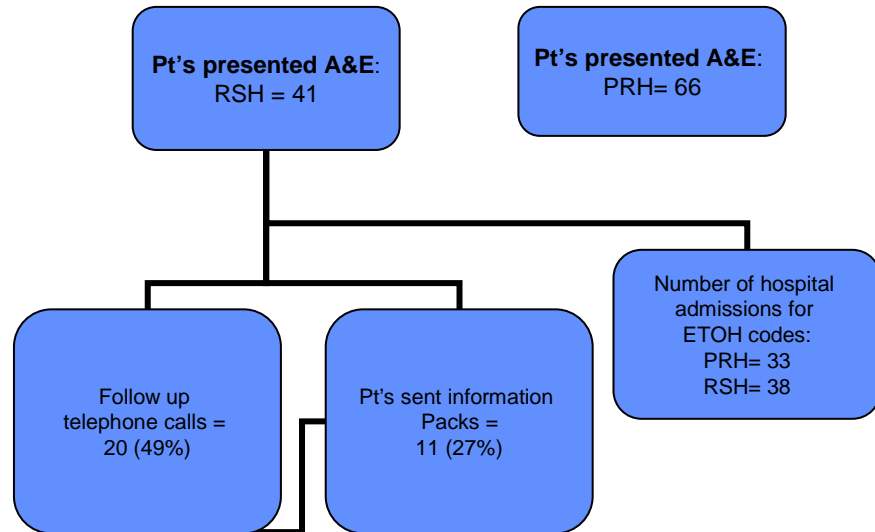 Pt’s presented A&E:
RSH = 41
Pt’s presented A&E:
PRH= 66
Number of hospital
admissions for
ETOH codes:
PRH= 33
RSH= 38
Follow up
telephone calls =
20 (49%)
Pt’s sent information
Packs =
11 (27%)